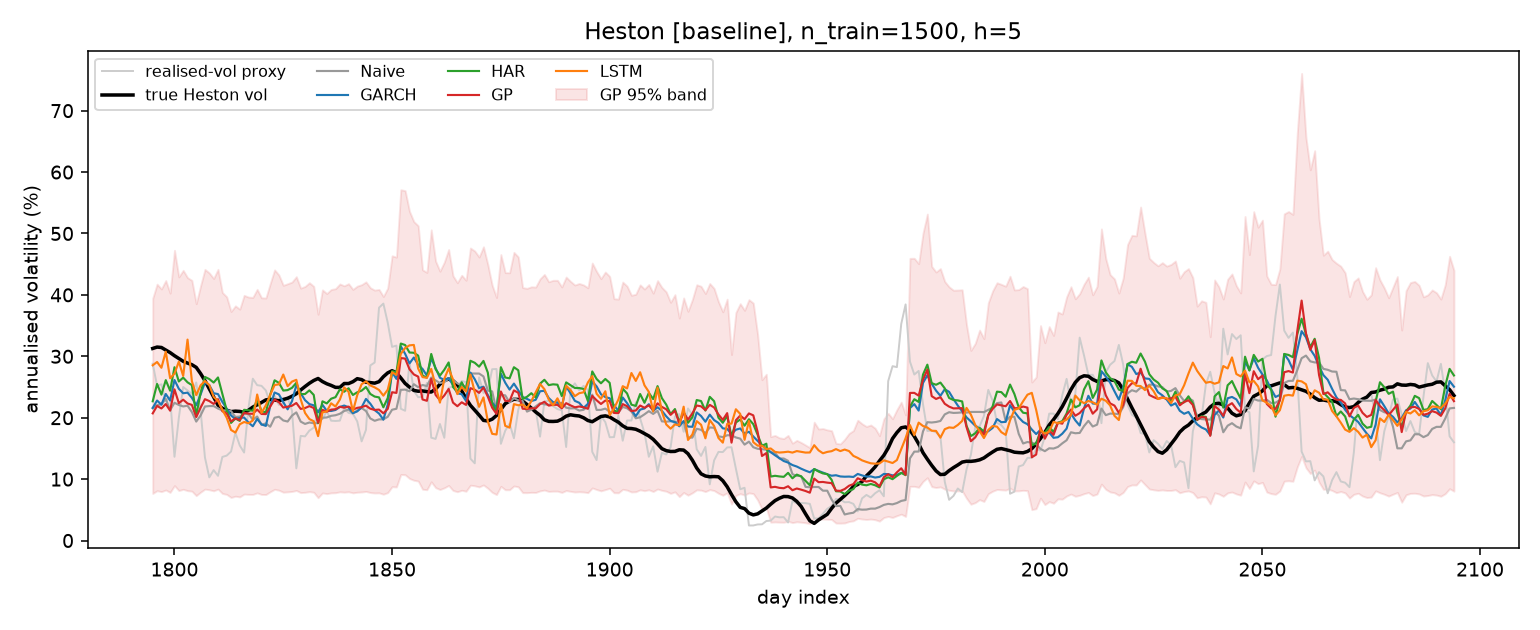 Heston [baseline], n_train=1500, h=5
realised-vol proxy
true Heston vol
Naive
GARCH
HAR
GP
LSTM
GP 95% band
annualised volatility (%)
70
60
50
40
30
20
10
0
1800 1850 1900 1950 2000 2050 2100
day index